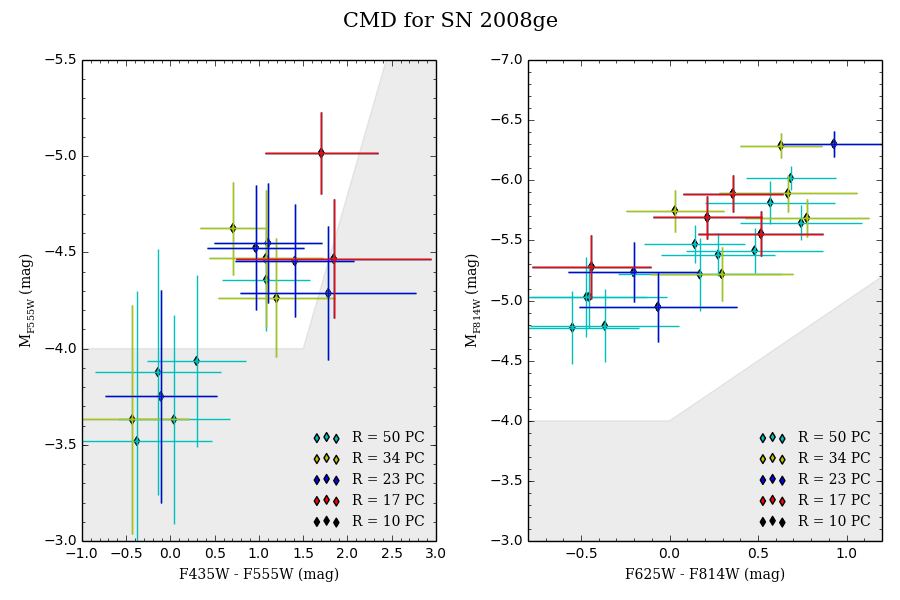 CMD for SN 2008ge
−5.5
−5.0
−4.5
−4.0
−3.5
−3.0
M_F555W (mag)
−1.0 −0.5 0.0 0.5 1.0 1.5 2.0 2.5 3.0
F435W - F555W (mag)
R = 50 PC
R = 34 PC
R = 23 PC
R = 17 PC
R = 10 PC
−7.0
−6.5
−6.0
−5.5
−5.0
−4.5
−4.0
−3.5
−3.0
M_F814W (mag)
−0.5 0.0 0.5 1.0
F625W - F814W (mag)
R = 50 PC
R = 34 PC
R = 23 PC
R = 17 PC
R = 10 PC